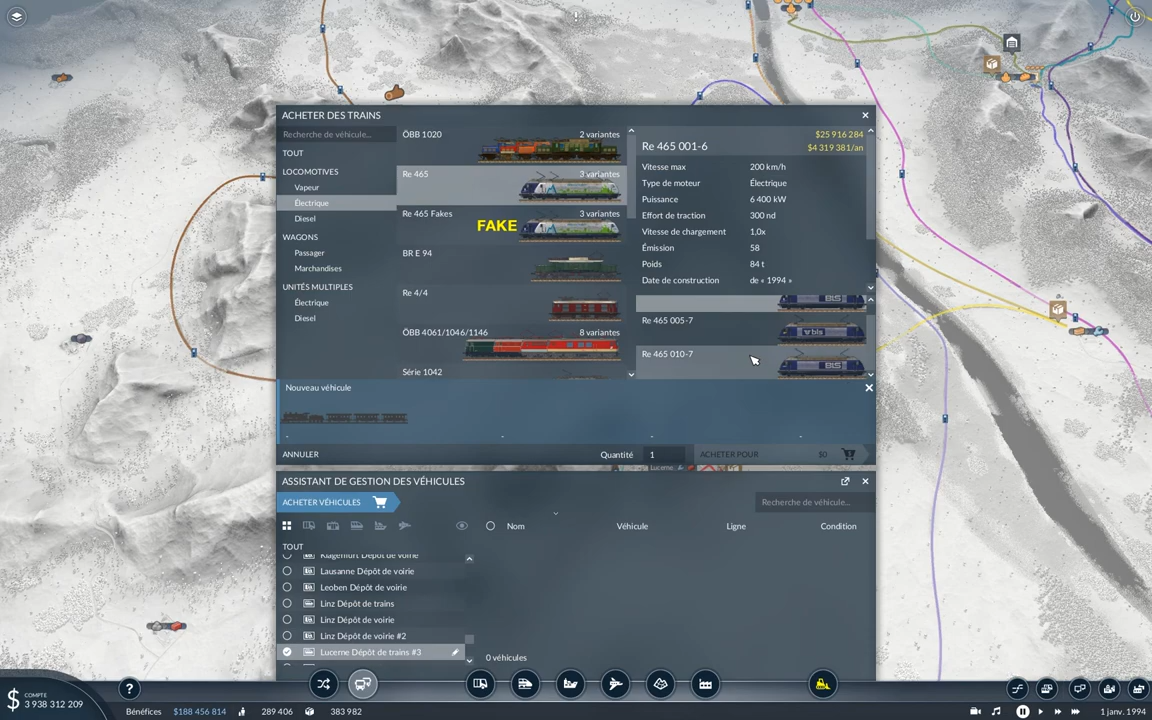 ACHETER DES TRAINS
Recherche de véhicule...
TOUT
LOCOMOTIVES
Vapeur
Électrique
Diesel
WAGONS
Passager
Marchandises
UNITÉS MULTIPLES
Électrique
Diesel
ÖBB 1020
2 variantes
Re 465
3 variantes
Re 465 Fakes
3 variantes
FAKE
BR E 94
Re 4/4
ÖBB 4061/1046/1146
8 variantes
Série 1042
$25 916 284
Re 465 001-6
$4 319 381/an
Vitesse max 200 km/h
Type de moteur Électrique
Puissance 6 400 kW
Effort de traction 300 nd
Vitesse de chargement 1,0x
Émission 58
Poids 84 t
Date de construction de « 1994 »
BLS
Re 465 005-7
bls
Re 465 010-7
BLS
Nouveau véhicule
- - - -
ANNULER
Quantité 1
ACHETER POUR $0
Lucerne
ASSISTANT DE GESTION DES VÉHICULES
ACHETER VÉHICULES
Recherche de véhicule...
Nom Véhicule Ligne Condition
TOUT
Klagenfurt Dépôt de voirie
Lausanne Dépôt de voirie
Leoben Dépôt de voirie
Linz Dépôt de trains
Linz Dépôt de voirie
Linz Dépôt de voirie #2
Lucerne Dépôt de trains #3
0 véhicules
$ COMPTE
3 938 312 209
?
Bénéfices $188 456 814
289 406
383 982
1 janv. 1994